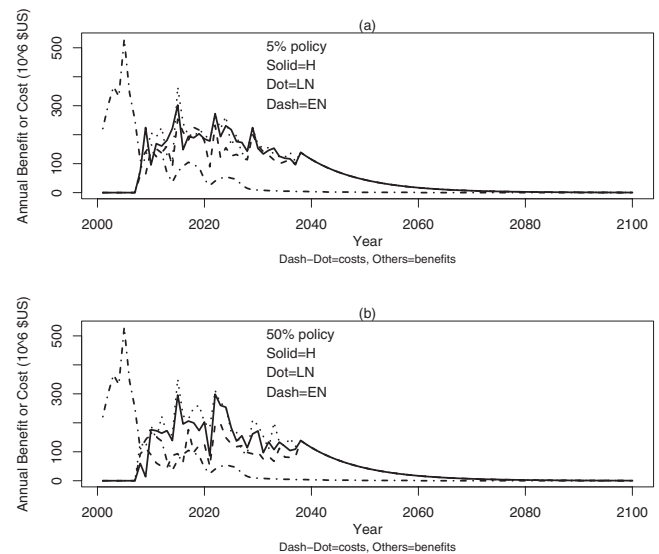 (a)
Annual Benefit or Cost (10^6 $US)
500
300
100
0
5% policy
Solid=H
Dot=LN
Dash=EN
2000 2020 2040 2060 2080 2100
Year
Dash−Dot=costs, Others=benefits
(b)
Annual Benefit or Cost (10^6 $US)
500
300
100
0
50% policy
Solid=H
Dot=LN
Dash=EN
2000 2020 2040 2060 2080 2100
Year
Dash−Dot=costs, Others=benefits